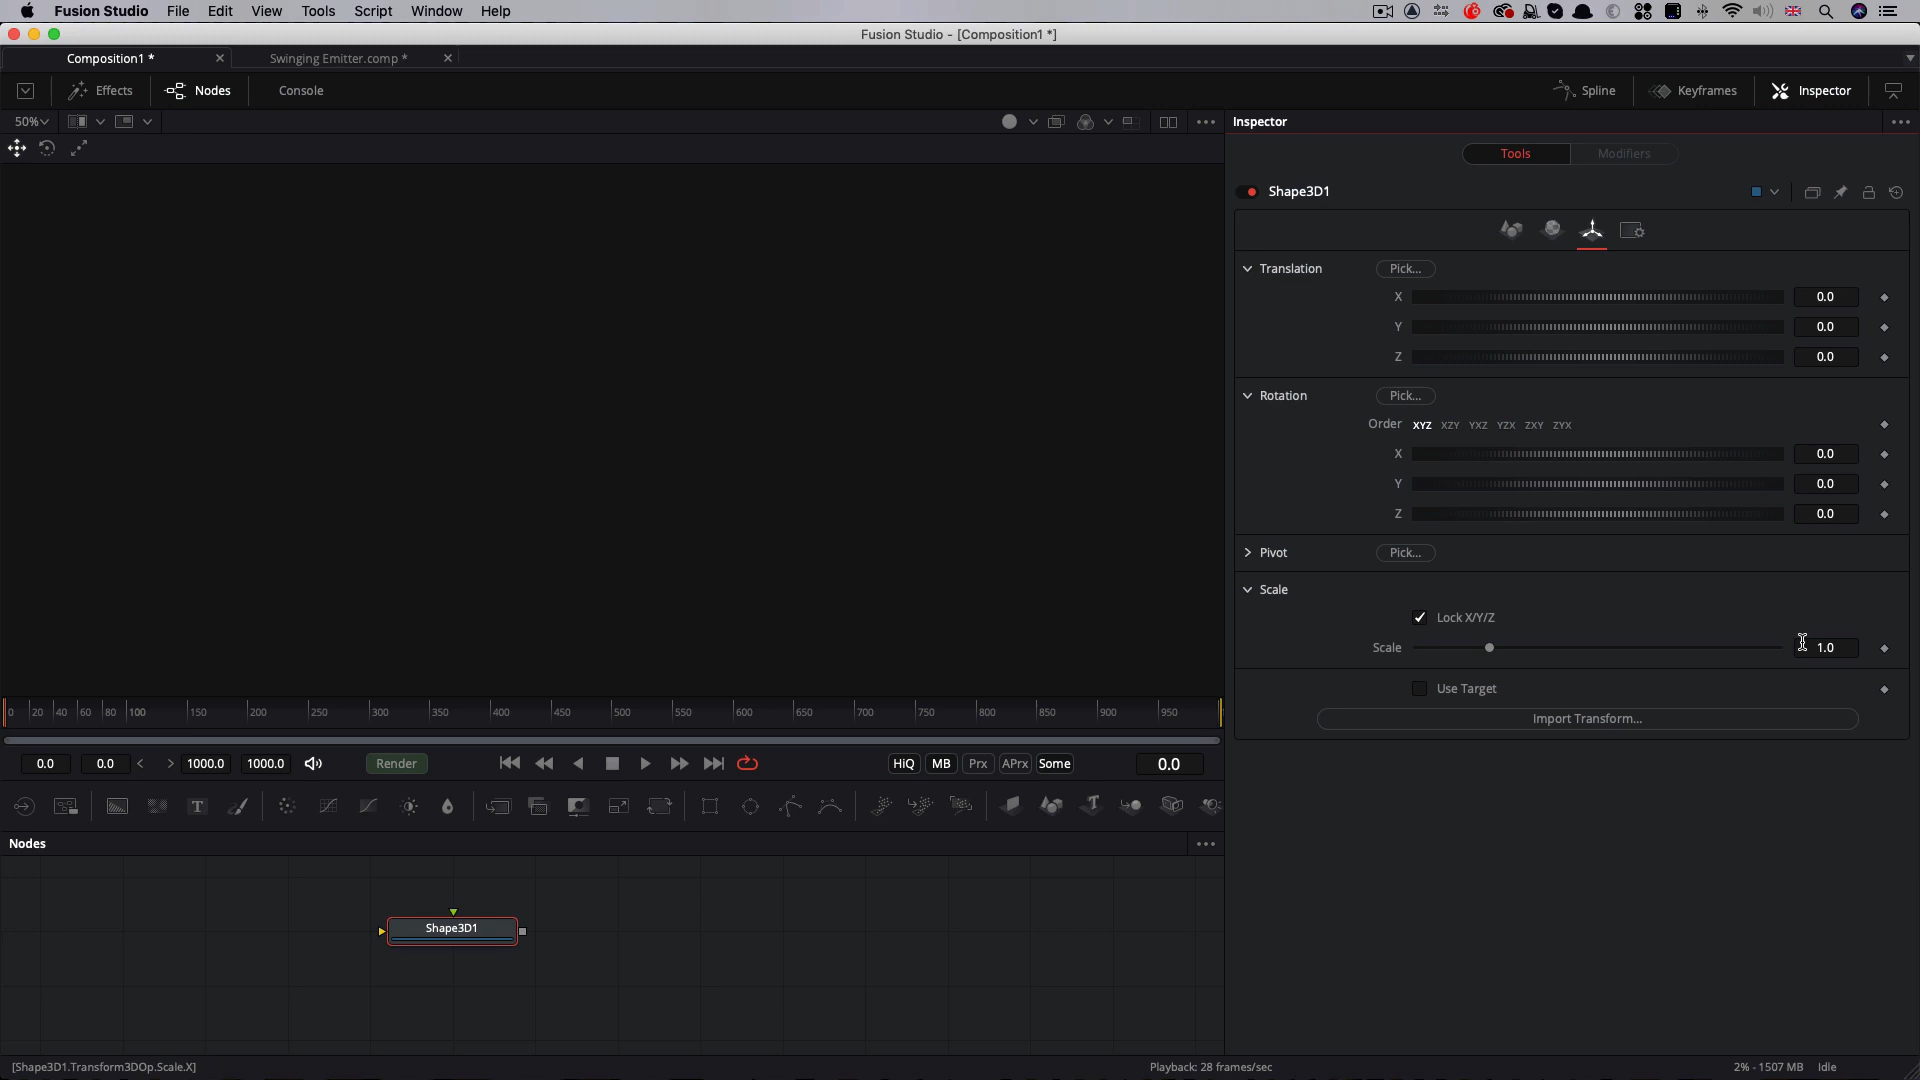 Fusion Studio File Edit View Tools Script Window Help
Fusion Studio - [Composition1 *]
Composition1 * Swinging Emitter.comp *
Effects Nodes Console Spline Keyframes Inspector
50% Inspector
Tools Modifiers
Shape3D1
Translation Pick...
X 0.0
Y 0.0
Z 0.0
Rotation Pick...
Order XYZ XZY YXZ YZX ZXY ZYX
X 0.0
Y 0.0
Z 0.0
Pivot Pick...
Scale
Lock X/Y/Z
Scale 1.0
Use Target
Import Transform...
0 20 40 60 80 100 150 200 250 300 350 400 450 500 550 600 650 700 750 800 850 900 950
0.0 0.0 < > 1000.0 1000.0 Render HiQ MB Prx APrx Some 0.0
T T
Nodes
Shape3D1
[Shape3D1.Transform3DOp.Scale.X] Playback: 28 frames/sec 2% - 1507 MB Idle